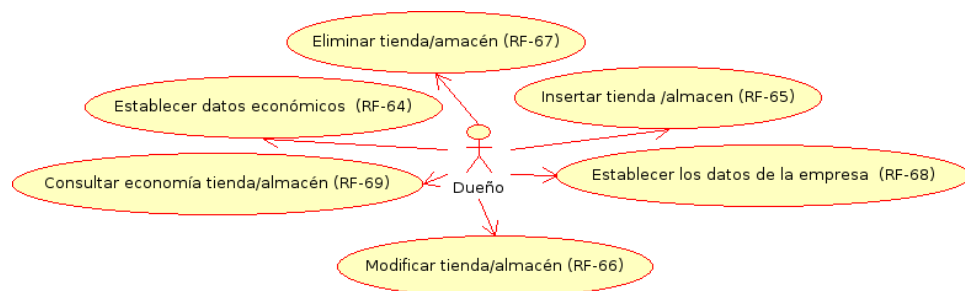 Eliminar tienda/amacén (RF-67)
Establecer datos económicos  (RF-64)
Insertar tienda /almacen (RF-65)
Consultar economía tienda/almacén (RF-69)
Dueño
Establecer los datos de la empresa  (RF-68)
Modificar tienda/almacén (RF-66)